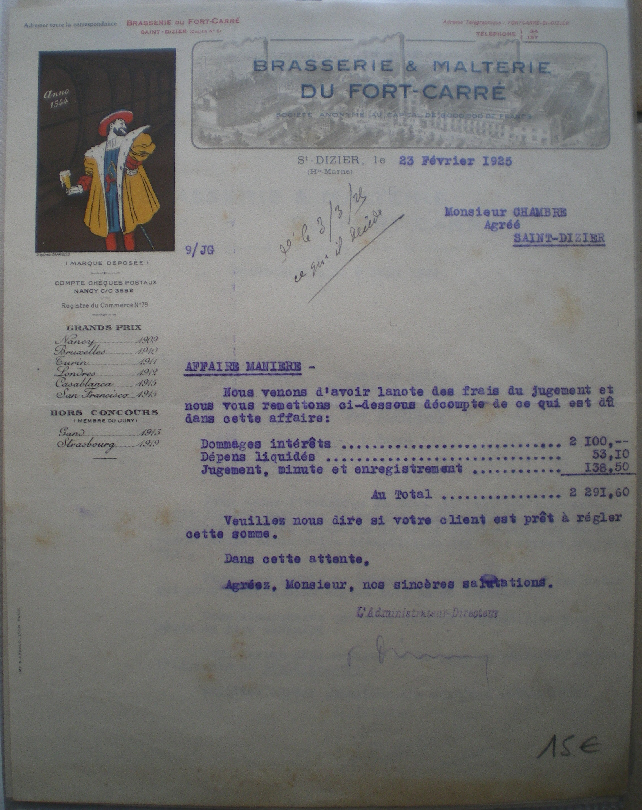 BRASSERIE DU FORT-CARRÉ
SAINT-DIZIER
TÉLÉPHONE
Anno
BRASSERIE & MALTERIE
DU FORT-CARRÉ
ST DIZIER, le 23 Février 1925
(Hte Marne)
Monsieur CHAMBRE
Agréé
SAINT-DIZIER
9/JG
(MARQUE DÉPOSÉE)
COMPTE CHÈQUES POSTAUX
NANCY C/C
Registre du Commerce N° 79
GRANDS PRIX
Nancy 1909
Bruxelles 1910
Turin 1911
Londres 1912
Casablanca 1915
San Francisco 1915
HORS CONCOURS
(MEMBRE DU JURY)
Gand 1913
Strasbourg 1919
AFFAIRE MANIERE -
Nous venons d'avoir lanote des frais du jugement et
nous vous remettons ci-dessous décompte de ce qui est dû
dans cette affaire:
Dommages intérêts ........................... 2 100,--
Dépens liquidés ............................. 53,10
Jugement, minute et enregistrement ........... 138,50
Au Total ............... 2 291,60
Veuillez nous dire si votre client est prêt à régler
cette somme.
Dans cette attente,
Agréez, Monsieur, nos sincères salutations.
L'Administrateur-Directeur
15 €